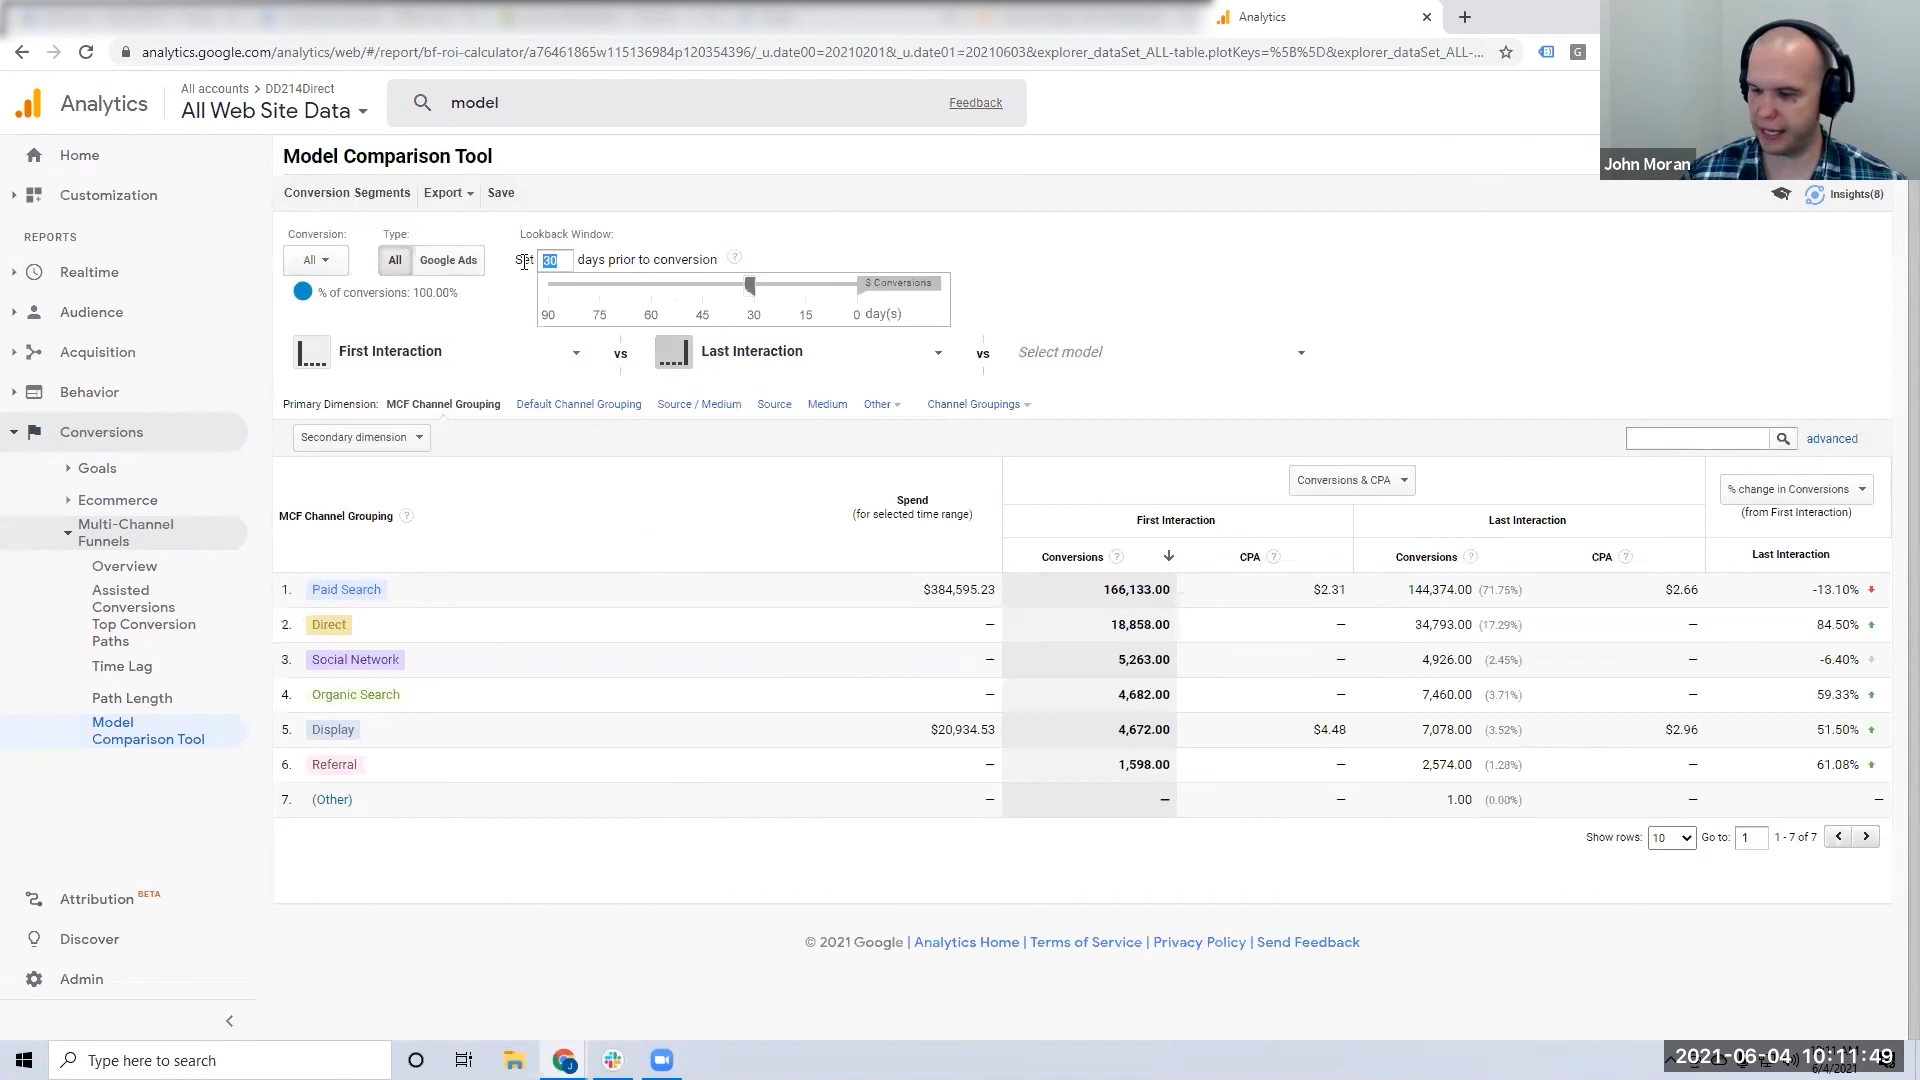 Analytics
analytics.google.com/analytics/web/#/report/bf-roi-calculator/a76461865w115136984p120354396/_u.date00=20210201&_u.date01=20210603&explorer_dataSet_ALL-table.plotKeys=%5B%5D&explorer_dataSet_ALL-...
G
Analytics
All accounts > DD214Direct
All Web Site Data
model
Feedback
John Moran
Home
Customization
REPORTS
Realtime
Audience
Acquisition
Behavior
Conversions
Goals
Ecommerce
Multi-Channel
Funnels
Overview
Assisted
Conversions
Top Conversion
Paths
Time Lag
Path Length
Model
Comparison Tool
Attribution BETA
Discover
Admin
Model Comparison Tool
Conversion Segments Export Save
Insights(8)
Conversion: Type: Lookback Window:
All All Google Ads Set 30 days prior to conversion ?
% of conversions: 100.00%
$ Conversions
90 75 60 45 30 15 0 day(s)
First Interaction vs Last Interaction vs Select model
Primary Dimension: MCF Channel Grouping Default Channel Grouping Source / Medium Source Medium Other Channel Groupings
Secondary dimension
advanced
MCF Channel Grouping ?
Spend
(for selected time range)
Conversions & CPA
% change in Conversions
(from First Interaction)
First Interaction Last Interaction
Conversions ? CPA ? Conversions ? CPA ? Last Interaction
1. Paid Search $384,595.23 166,133.00 $2.31 144,374.00 (71.75%) $2.66 -13.10%
2. Direct — 18,858.00 — 34,793.00 (17.29%) — 84.50%
3. Social Network — 5,263.00 — 4,926.00 (2.45%) — -6.40%
4. Organic Search — 4,682.00 — 7,460.00 (3.71%) — 59.33%
5. Display $20,934.53 4,672.00 $4.48 7,078.00 (3.52%) $2.96 51.50%
6. Referral — 1,598.00 — 2,574.00 (1.28%) — 61.08%
7. (Other) — — — 1.00 (0.00%) — —
Show rows: 10 Go to: 1 1 - 7 of 7
© 2021 Google | Analytics Home | Terms of Service | Privacy Policy | Send Feedback
Type here to search
2021-06-04 10:11:49
6/4/2021